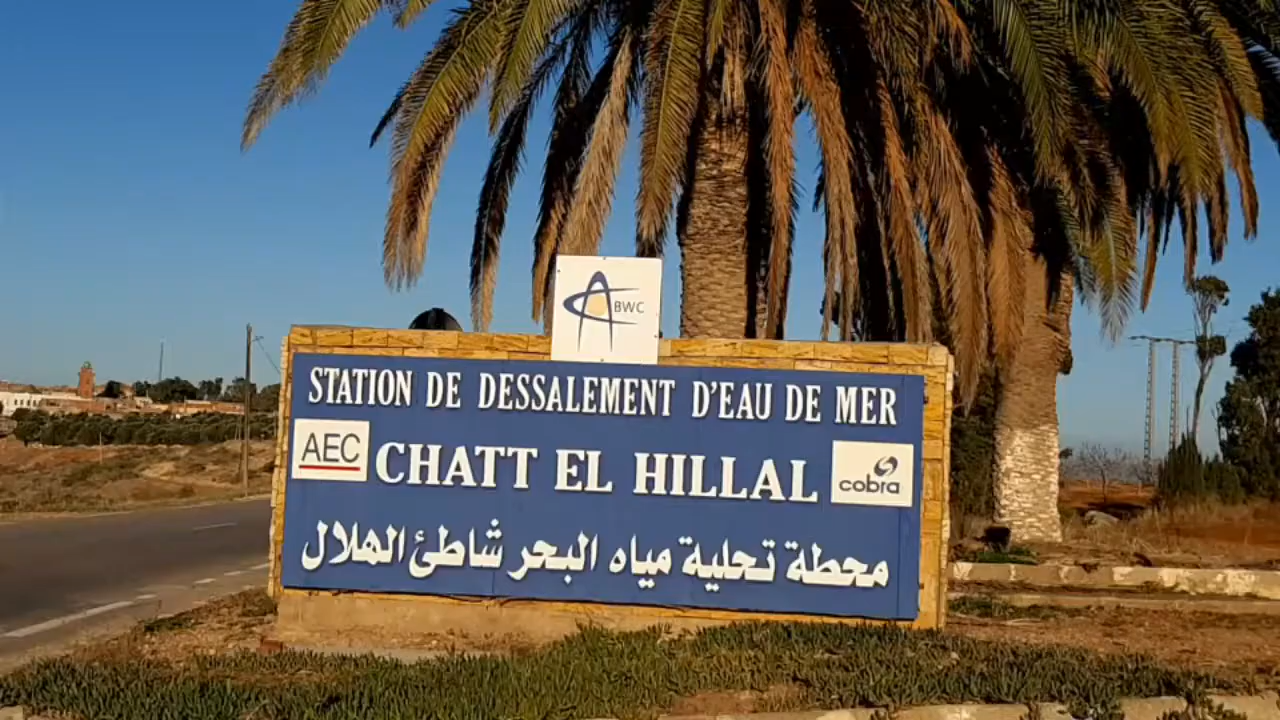 BWC
STATION DE DESSALEMENT D'EAU DE MER
AEC
CHATT EL HILLAL
cobra
محطة تحلية مياه البحر شاطئ الهلال